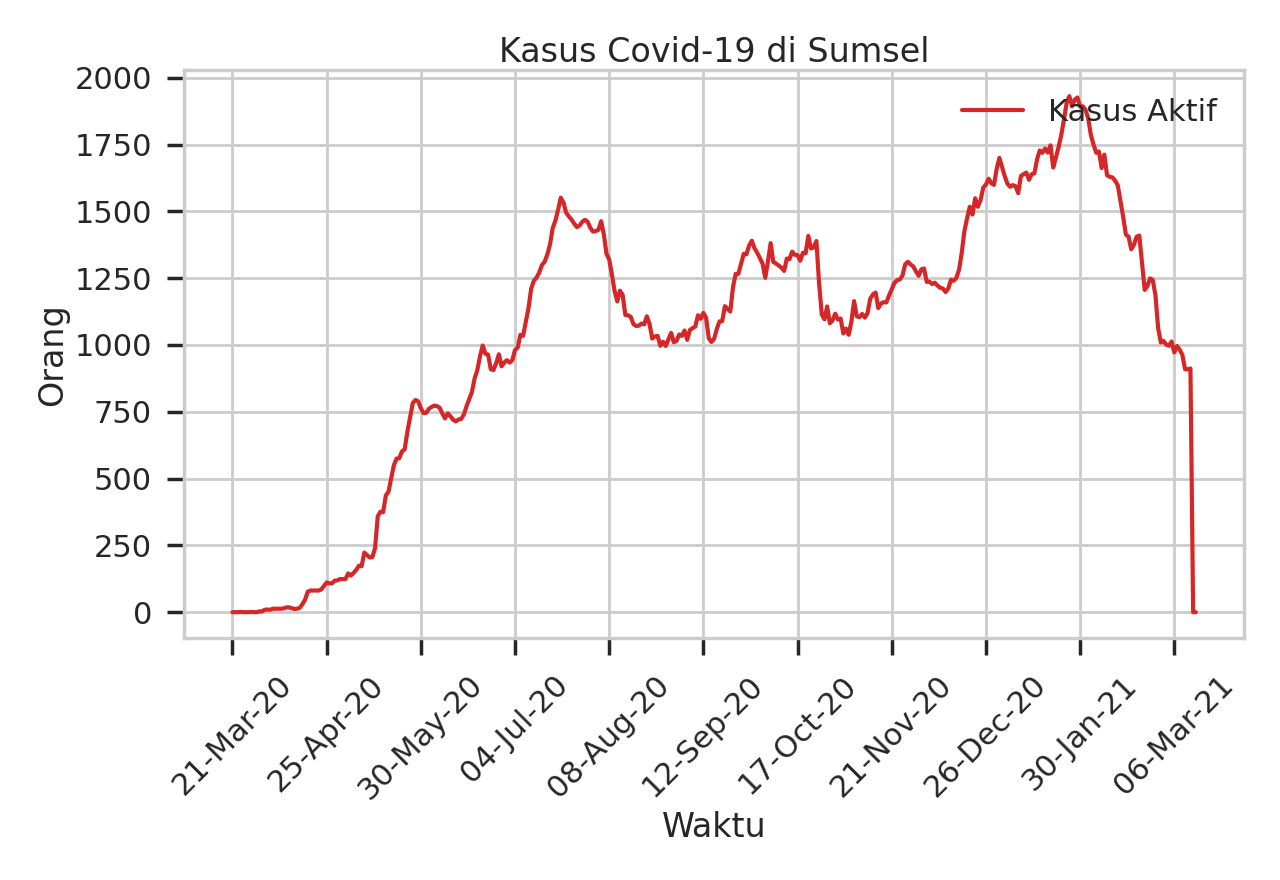 Kasus Covid-19 di Sumsel
2000
1750
1500
1250
1000
750
500
250
0
Orang
Kasus Aktif
21-Mar-20
25-Apr-20
30-May-20
04-Jul-20
08-Aug-20
12-Sep-20
17-Oct-20
21-Nov-20
26-Dec-20
30-Jan-21
06-Mar-21
Waktu